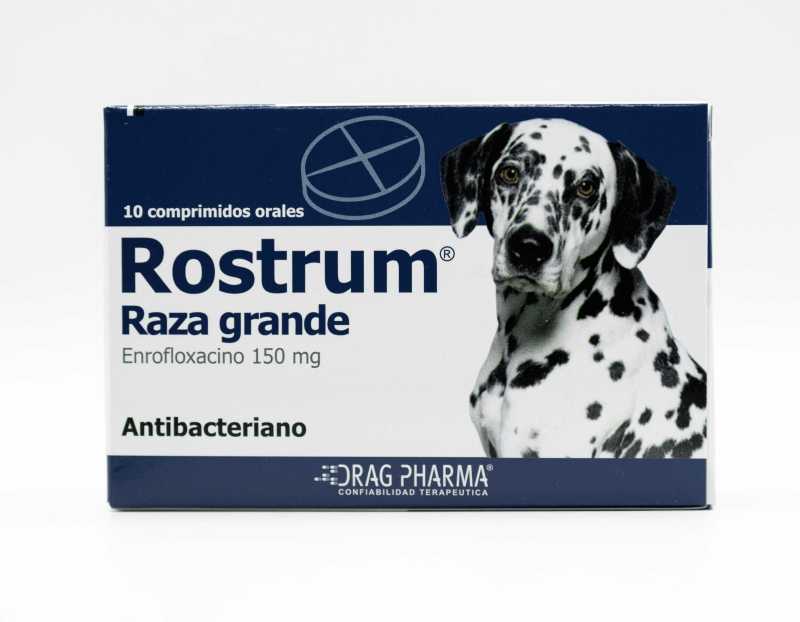 10 comprimidos orales
Rostrum®
Raza grande
Enrofloxacino 150 mg
Antibacteriano
DRAG PHARMA®
CONFIABILIDAD TERAPEUTICA